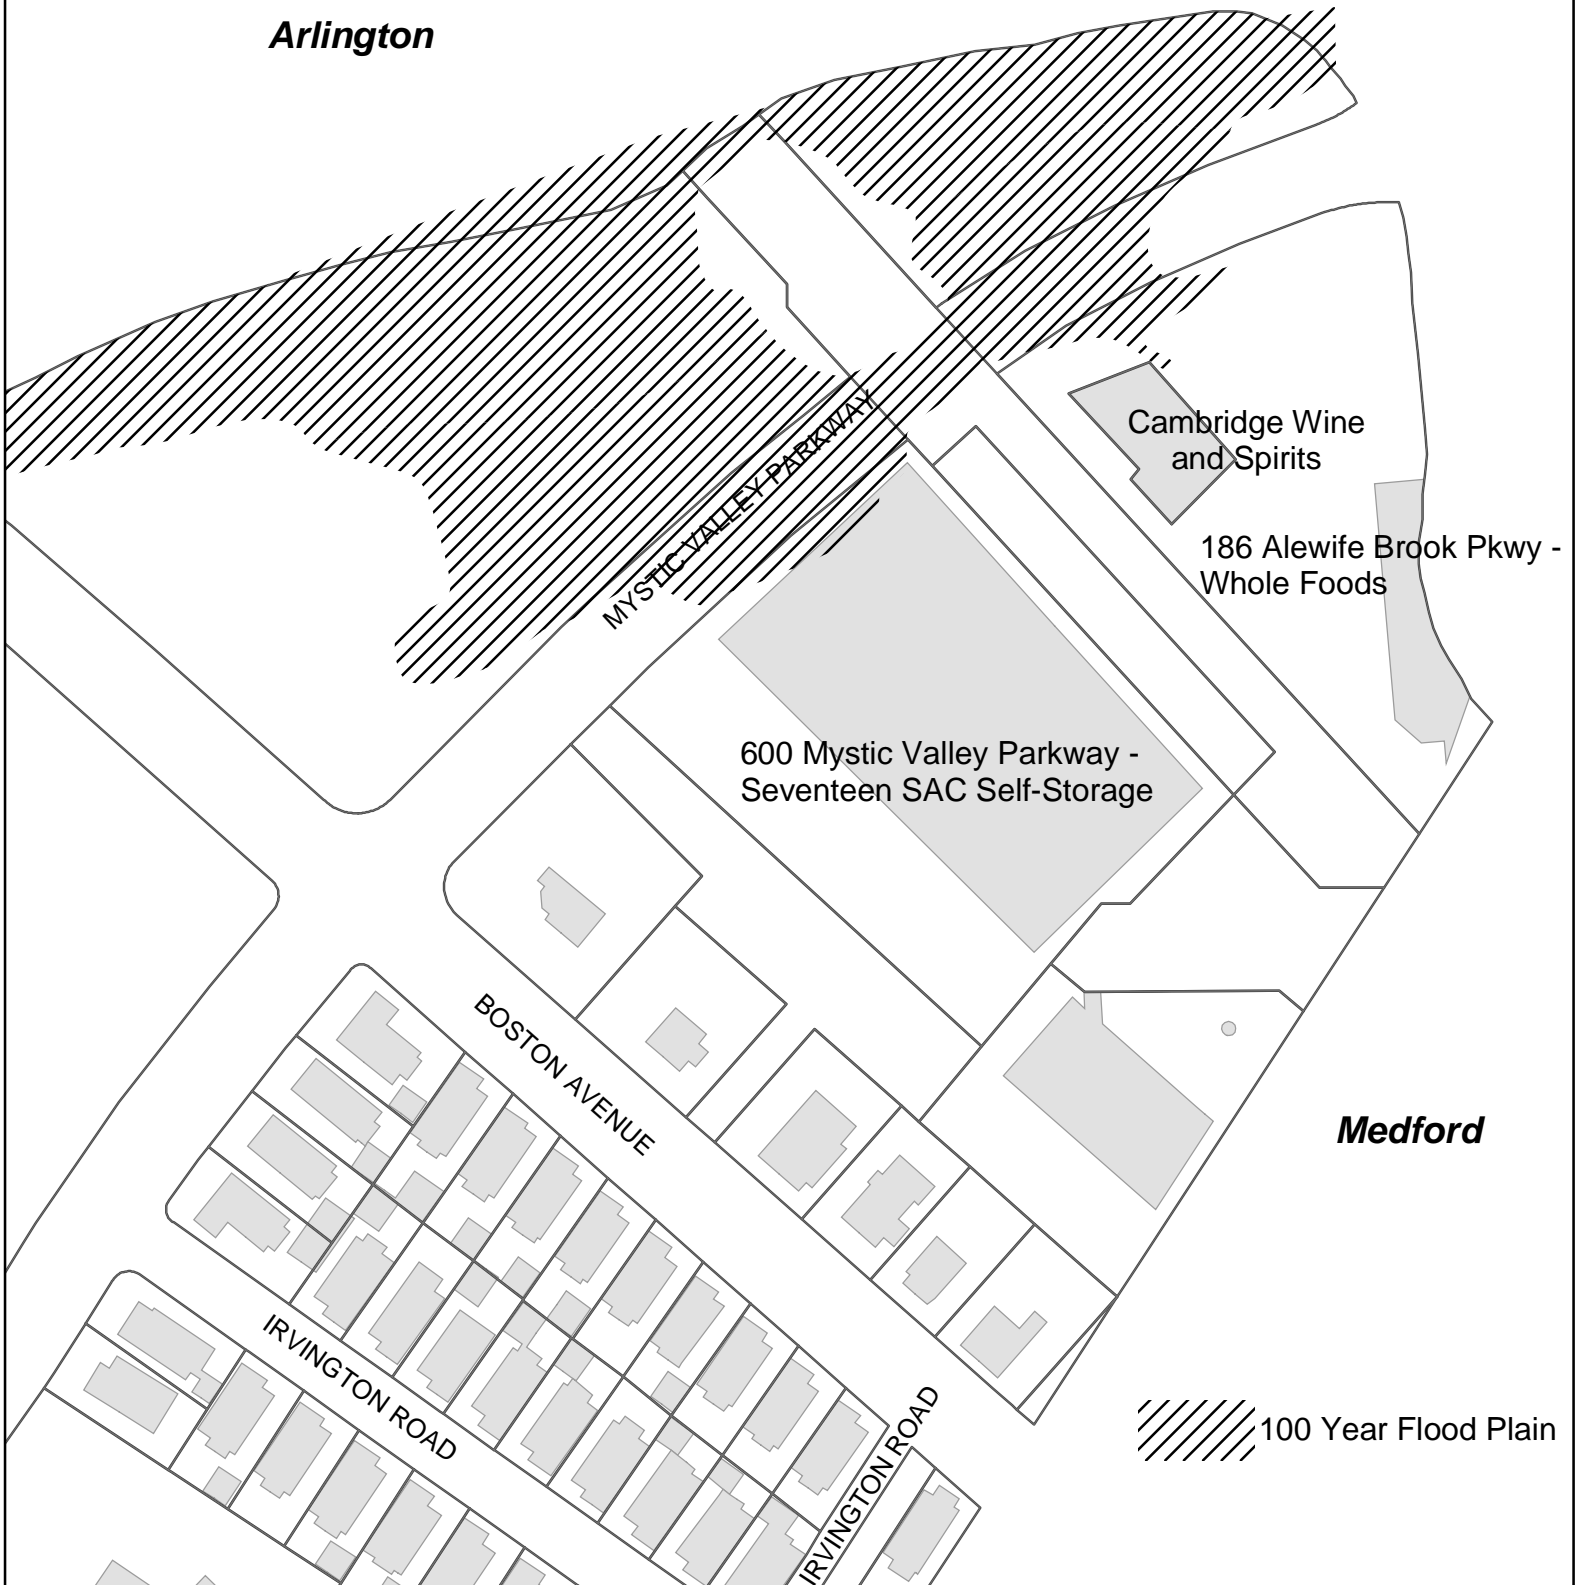 Arlington
Cambridge Wine
and Spirits
MYSTIC VALLEY PARKWAY
186 Alewife Brook Pkwy -
Whole Foods
600 Mystic Valley Parkway -
Seventeen SAC Self-Storage
BOSTON AVENUE
Medford
IRVINGTON ROAD
IRVINGTON ROAD
100 Year Flood Plain